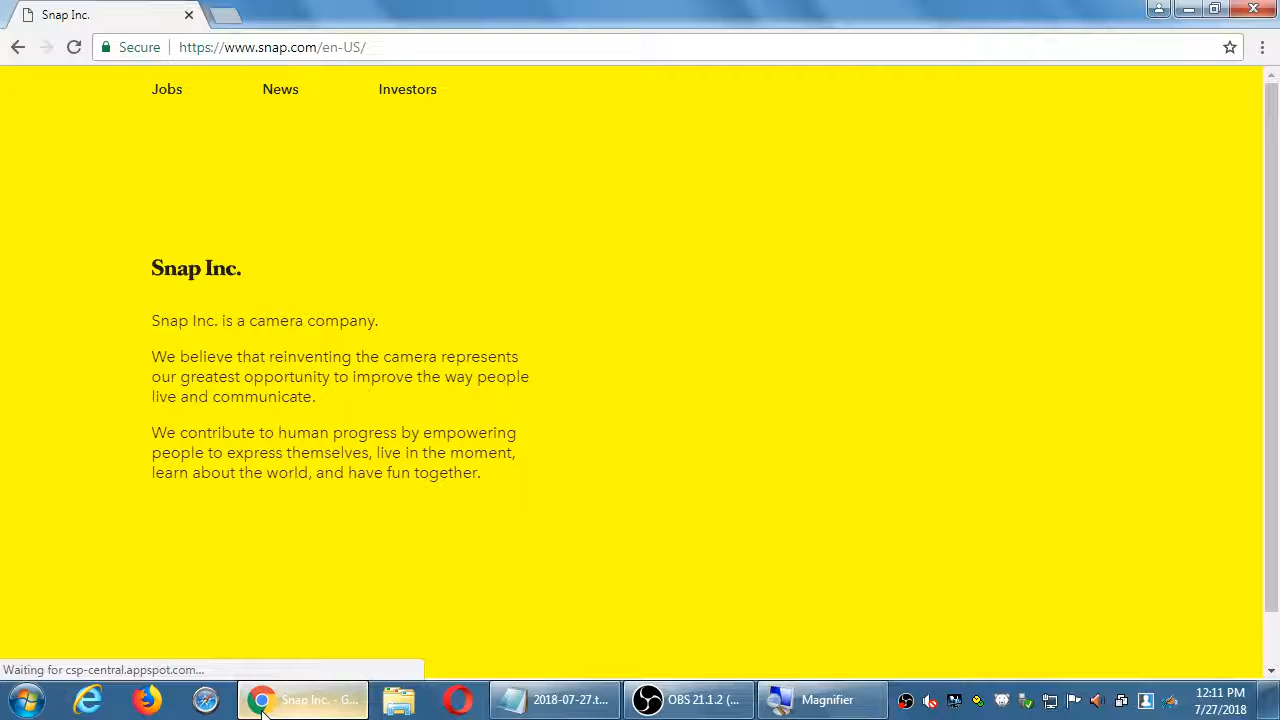 Snap Inc.
Secure
https://www.snap.com/en-US/
Jobs News Investors
Snap Inc.
Snap Inc. is a camera company.
We believe that reinventing the camera represents
our greatest opportunity to improve the way people
live and communicate.
We contribute to human progress by empowering
people to express themselves, live in the moment,
learn about the world, and have fun together.
Waiting for csp-central.appspot.com...
Snap Inc. - G...
2018-07-27.t...
OBS 21.1.2 (...
Magnifier
12:11 PM
7/27/2018